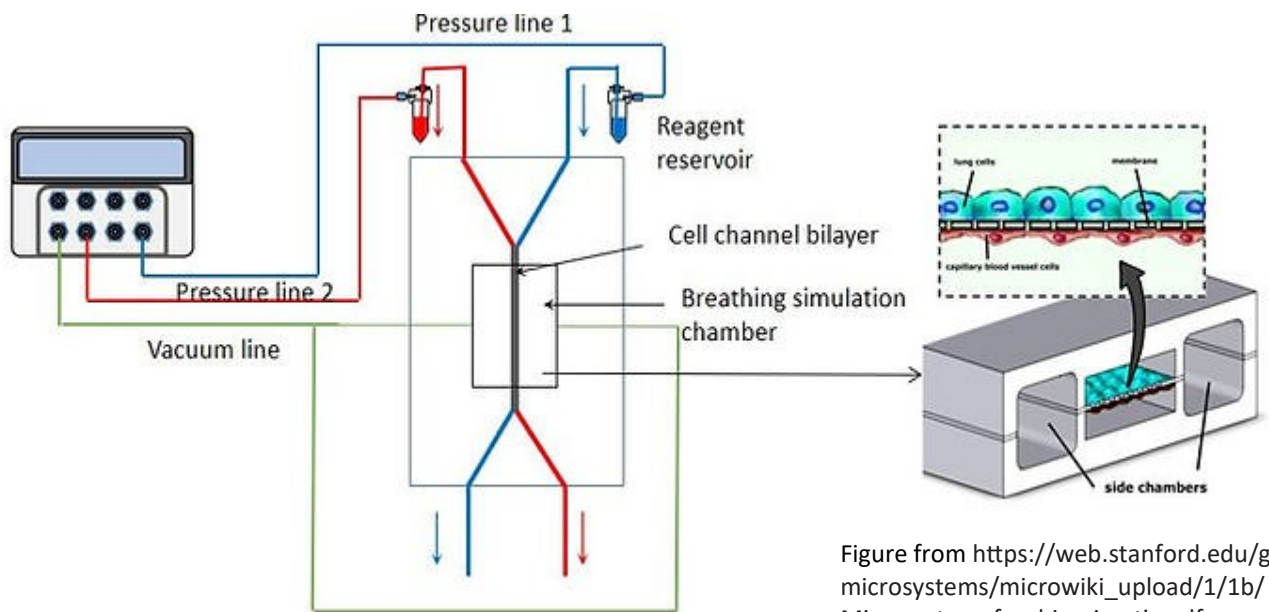 Pressure line 1
Reagent
reservoir
lung cells
membrane
Cell channel bilayer
capillary blood vessel cells
Pressure line 2
Breathing simulation
chamber
Vacuum line
side chambers
Figure from https://web.stanford.edu/g
microsystems/microwiki_upload/1/1b/